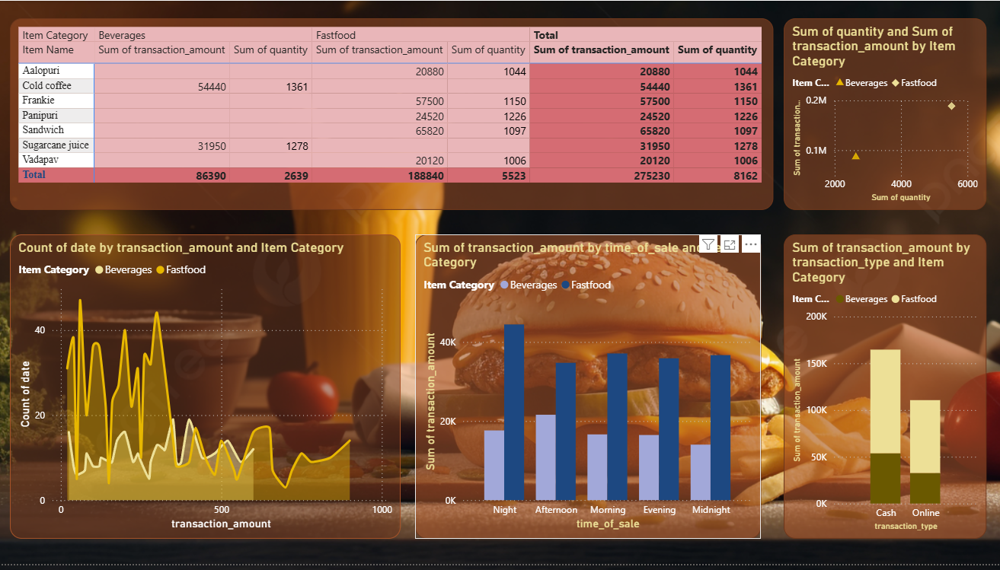 Item Category Beverages Fastfood Total
Item Name Sum of transaction_amount Sum of quantity Sum of transaction_amount Sum of quantity Sum of transaction_amount Sum of quantity
Aalopuri 20880 1044 20880 1044
Cold coffee 54440 1361 54440 1361
Frankie 57500 1150 57500 1150
Panipuri 24520 1226 24520 1226
Sandwich 65820 1097 65820 1097
Sugarcane juice 31950 1278 31950 1278
Vadapav 20120 1006 20120 1006
Total 86390 2639 188840 5523 275230 8162
Sum of quantity and Sum of
transaction_amount by Item
Category
Item C... Beverages Fastfood
Sum of transaction...
0.2M
0.1M
2000 4000 6000
Sum of quantity
Count of date by transaction_amount and Item Category
Item Category Beverages Fastfood
Count of date
40
20
0
0 500 1000
transaction_amount
Sum of transaction_amount by time_of_sale and
Category
Item Category Beverages Fastfood
Sum of transaction_amount
40K
20K
0K
Night Afternoon Morning Evening Midnight
time_of_sale
Sum of transaction_amount by
transaction_type and Item
Category
Item C... Beverages Fastfood
Sum of transaction_amount
200K
150K
100K
50K
0K
Cash Online
transaction_type